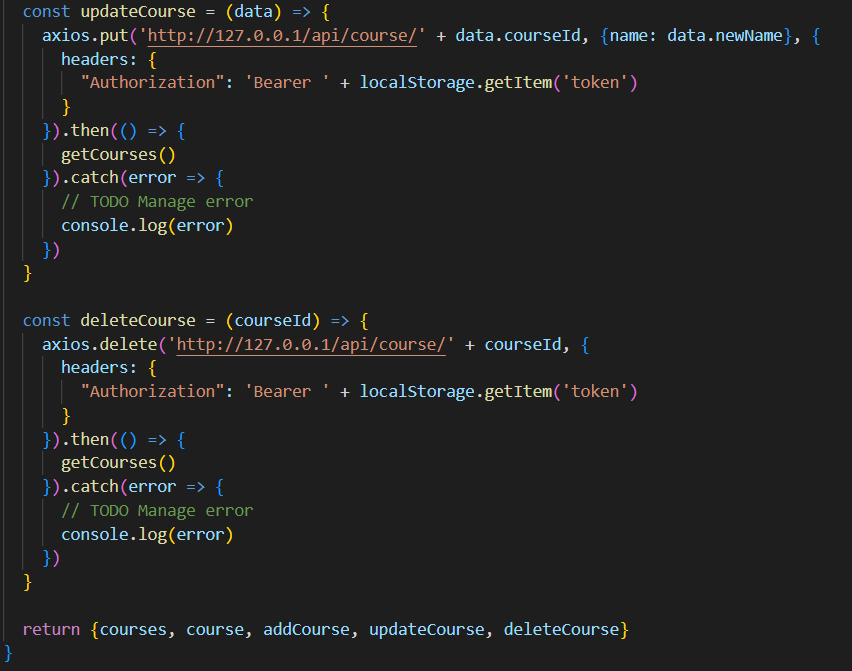 const updateCourse = (data) => {
axios.put('http://127.0.0.1/api/course/' + data.courseId, {name: data.newName}, {
headers: {
"Authorization": 'Bearer ' + localStorage.getItem('token')
}
}).then(() => {
getCourses()
}).catch(error => {
// TODO Manage error
console.log(error)
})
}
const deleteCourse = (courseId) => {
axios.delete('http://127.0.0.1/api/course/' + courseId, {
headers: {
"Authorization": 'Bearer ' + localStorage.getItem('token')
}
}).then(() => {
getCourses()
}).catch(error => {
// TODO Manage error
console.log(error)
})
}
return {courses, course, addCourse, updateCourse, deleteCourse}
}